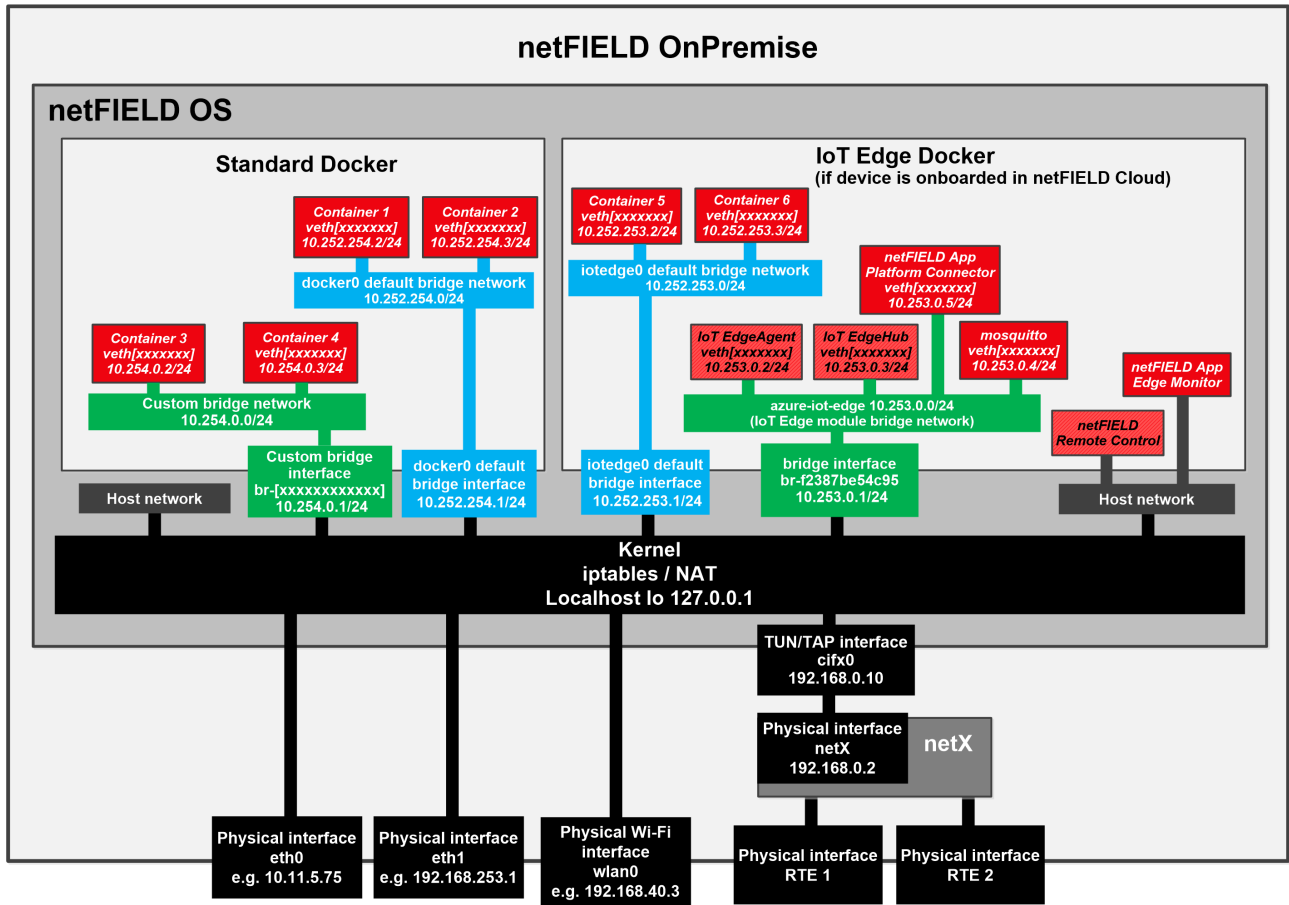 netFIELD OnPremise
netFIELD OS
Standard Docker
Container 1
veth[xxxxxxx]
10.252.254.2/24
Container 2
veth[xxxxxxx]
10.252.254.3/24
docker0 default bridge network
10.252.254.0/24
Container 3
veth[xxxxxxx]
10.254.0.2/24
Container 4
veth[xxxxxxx]
10.254.0.3/24
Custom bridge network
10.254.0.0/24
Custom bridge
interface
br-[xxxxxxxxxxxx]
10.254.0.1/24
docker0 default
bridge interface
10.252.254.1/24
Host network
IoT Edge Docker
(if device is onboarded in netFIELD Cloud)
Container 5
veth[xxxxxxx]
10.252.253.2/24
Container 6
veth[xxxxxxx]
10.252.253.3/24
iotedge0 default bridge network
10.252.253.0/24
netFIELD App
Platform Connector
veth[xxxxxxx]
10.253.0.5/24
IoT EdgeAgent
veth[xxxxxxx]
10.253.0.2/24
IoT EdgeHub
veth[xxxxxxx]
10.253.0.3/24
mosquitto
veth[xxxxxxx]
10.253.0.4/24
netFIELD App
Edge Monitor
azure-iot-edge 10.253.0.0/24
(IoT Edge module bridge network)
netFIELD
Remote Control
iotedge0 default
bridge interface
10.252.253.1/24
bridge interface
br-f2387be54c95
10.253.0.1/24
Host network
Kernel
iptables / NAT
Localhost lo 127.0.0.1
TUN/TAP interface
cifx0
192.168.0.10
Physical interface
netX
192.168.0.2
netX
Physical interface
eth0
e.g. 10.11.5.75
Physical interface
eth1
e.g. 192.168.253.1
Physical Wi-Fi
interface
wlan0
e.g. 192.168.40.3
Physical interface
RTE 1
Physical interface
RTE 2